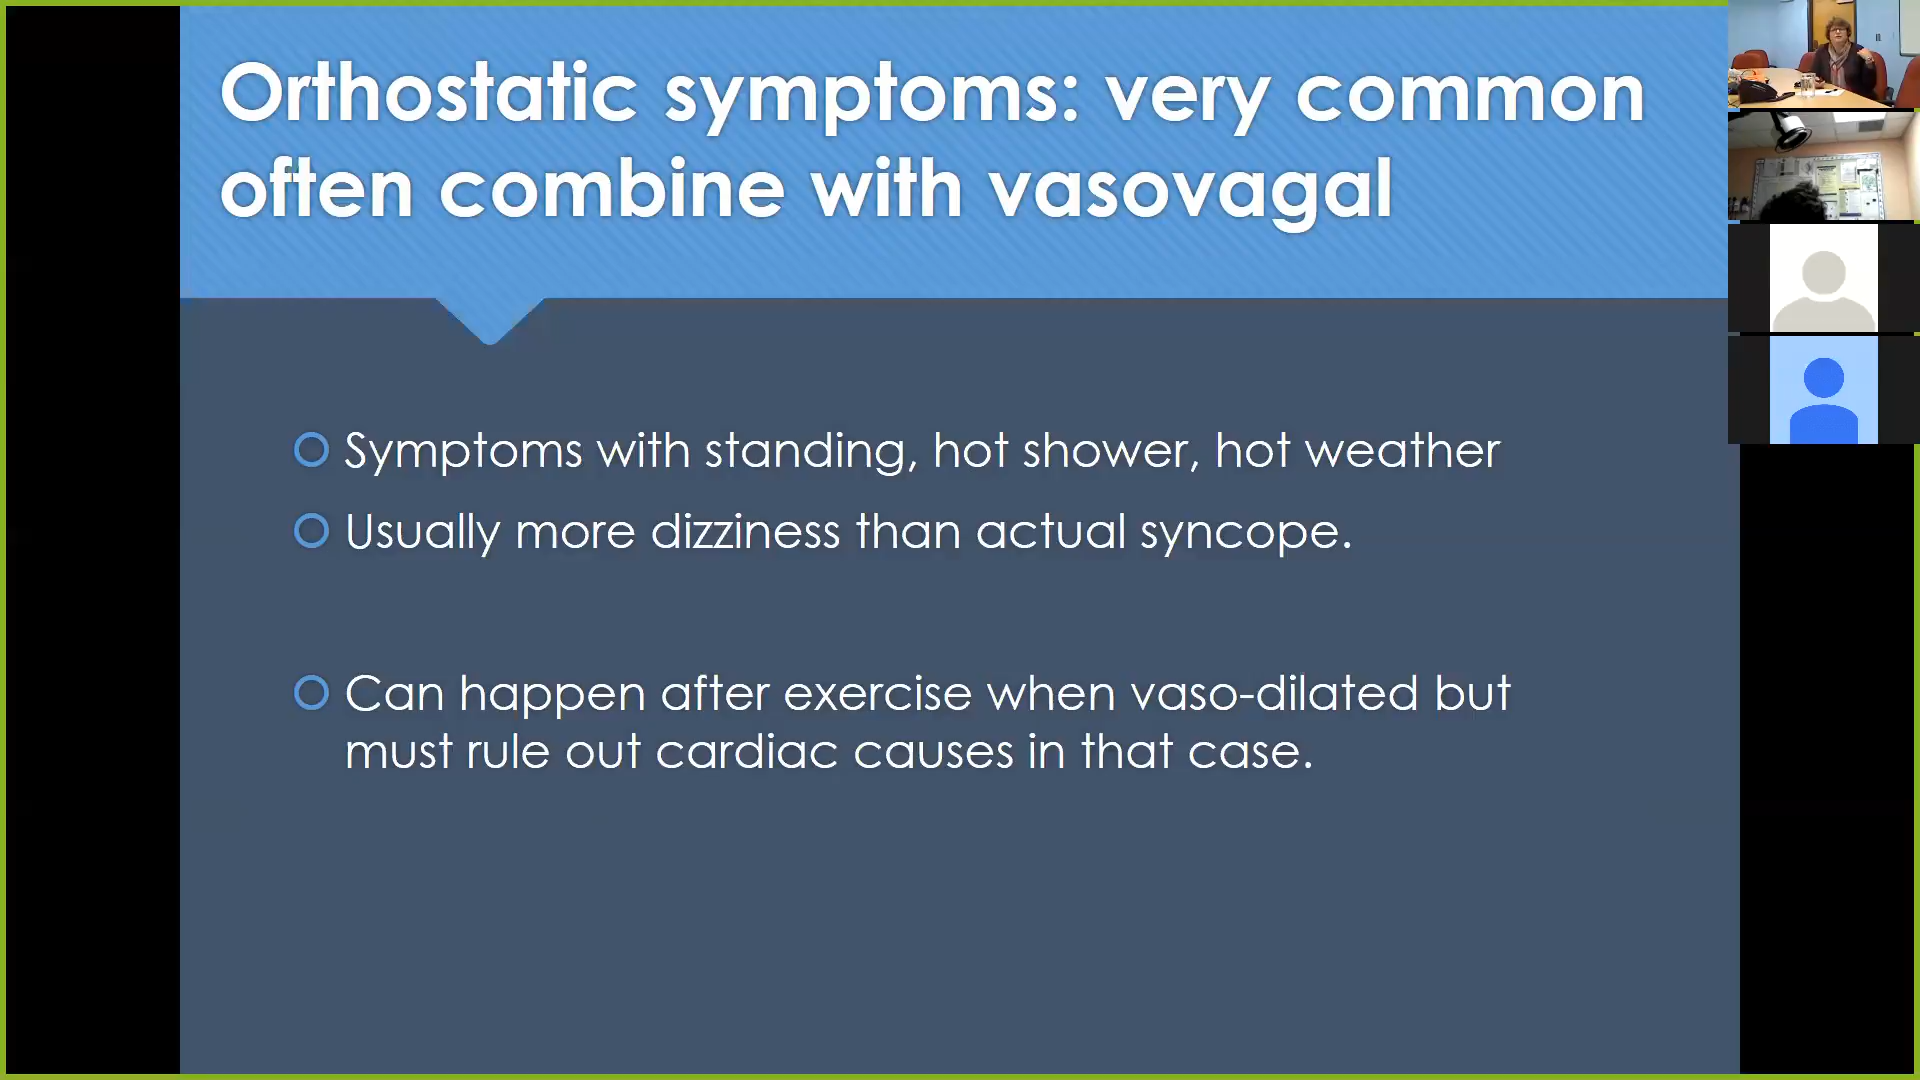 Orthostatic symptoms: very common
often combine with vasovagal
Symptoms with standing, hot shower, hot weather
Usually more dizziness than actual syncope.
Can happen after exercise when vaso-dilated but
must rule out cardiac causes in that case.